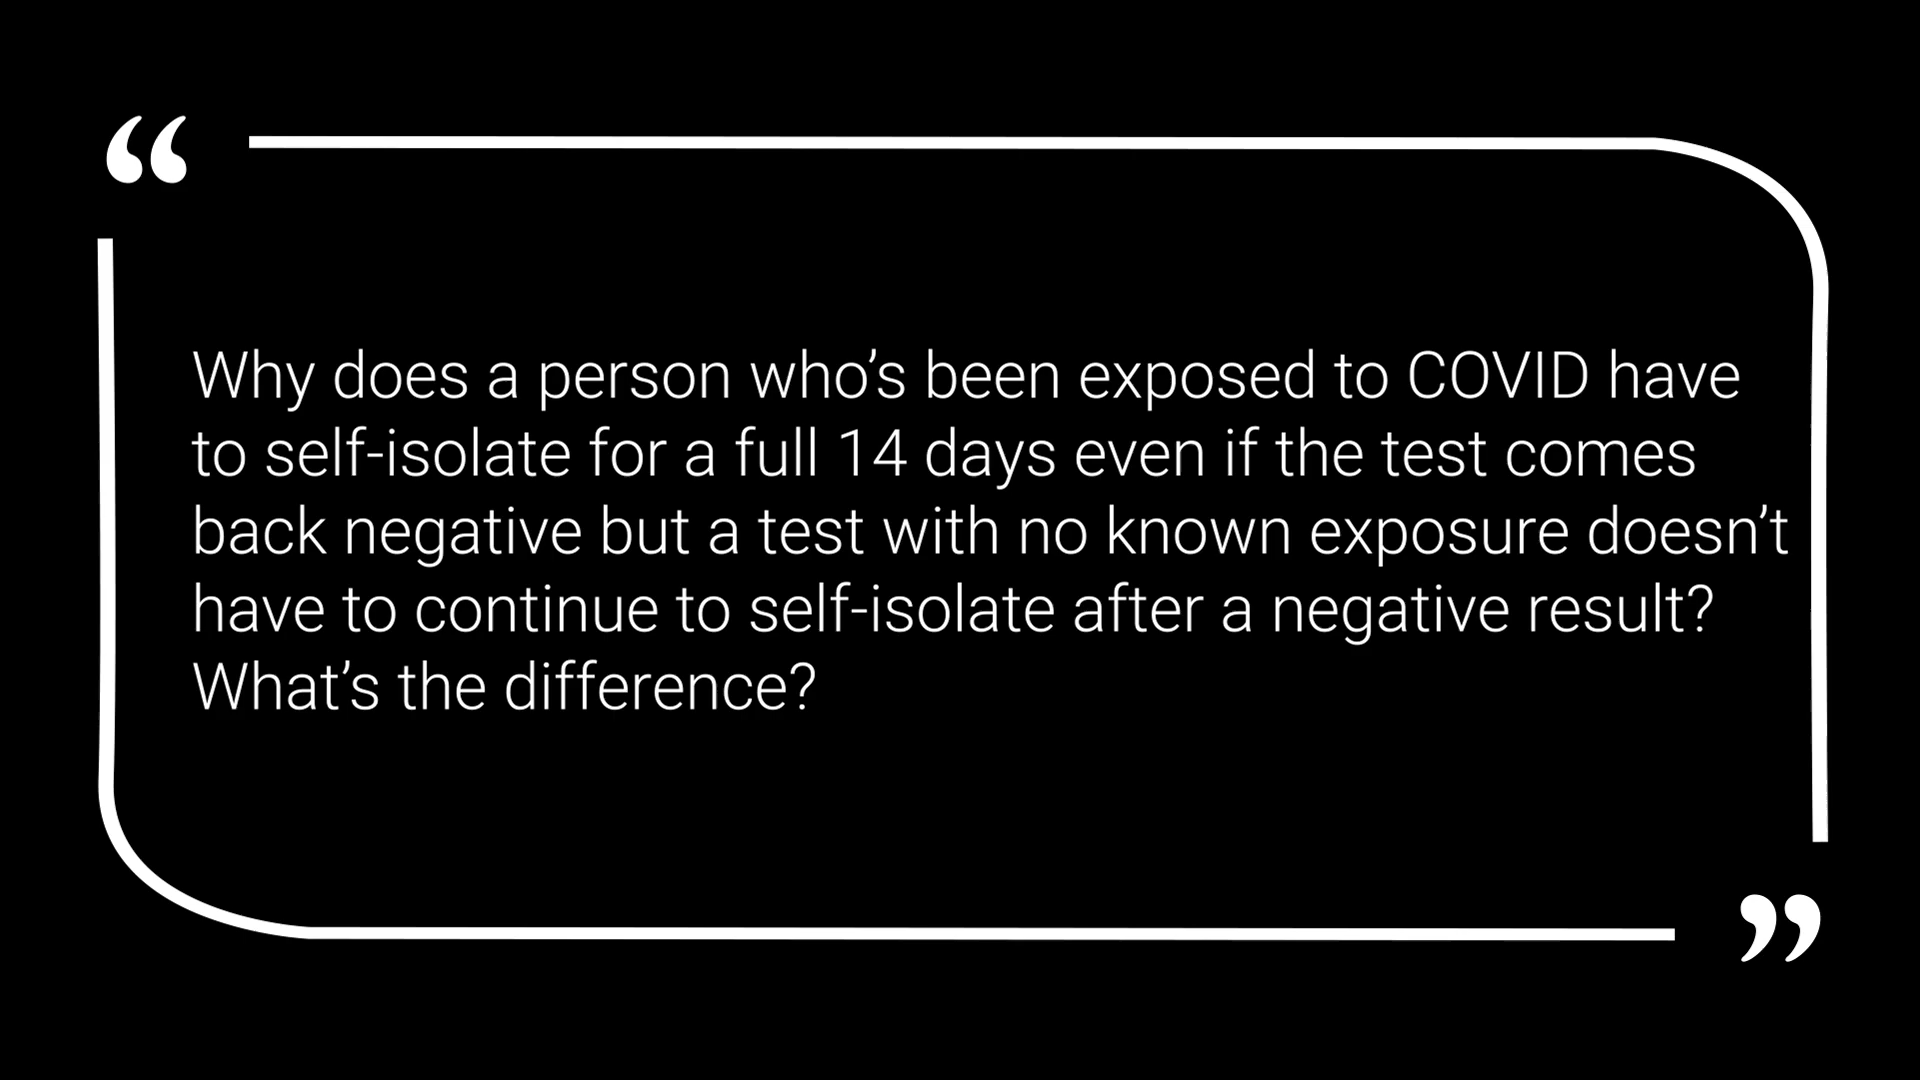 “
Why does a person who’s been exposed to COVID have
to self-isolate for a full 14 days even if the test comes
back negative but a test with no known exposure doesn’t
have to continue to self-isolate after a negative result?
What’s the difference?
”